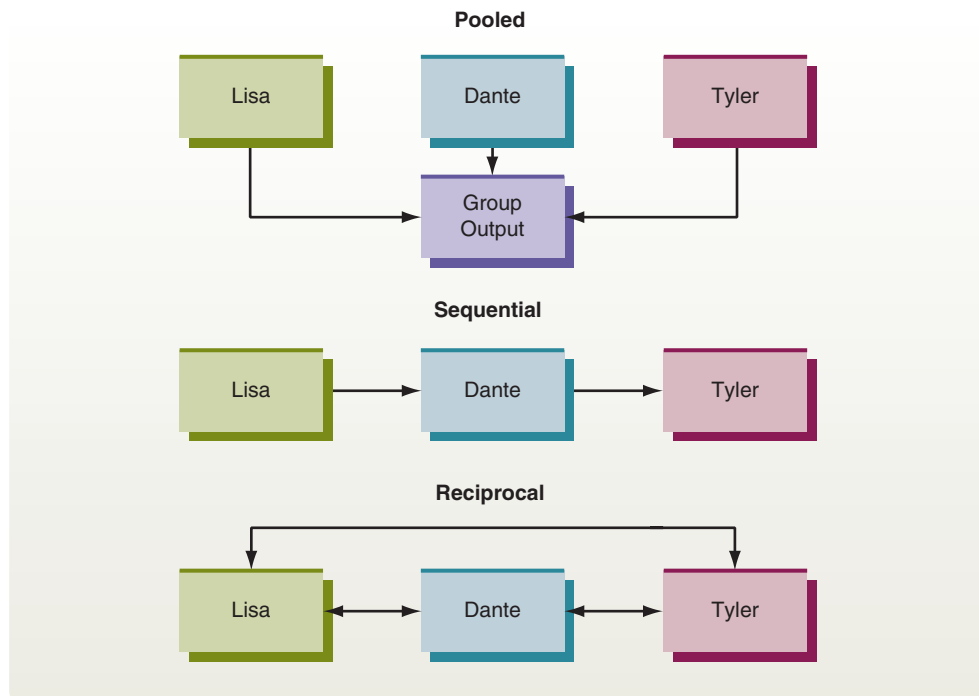 Pooled
Lisa
Dante
Tyler
Group
Output
Sequential
Lisa
Dante
Tyler
Reciprocal
Lisa
Dante
Tyler